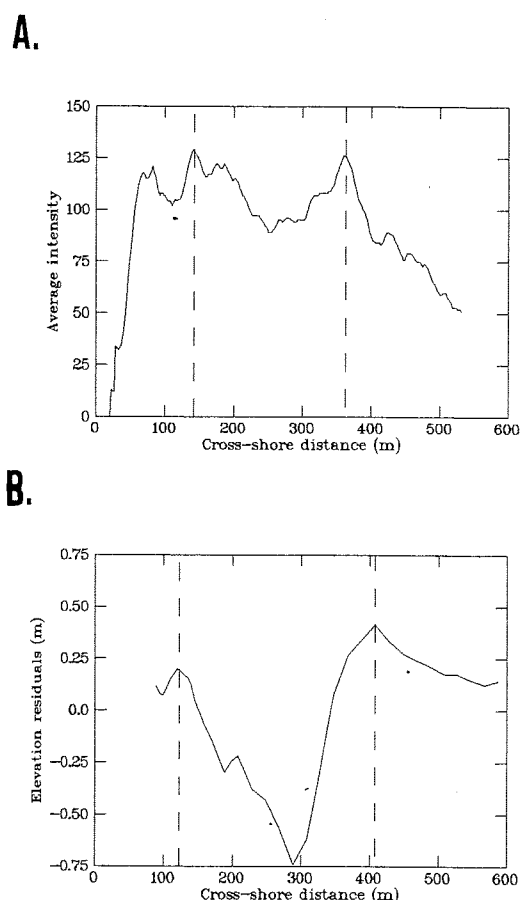 A.
150
125
100
75
50
25
0
Average intensity
0 100 200 300 400 500 600
Cross-shore distance (m)
B.
0.75
0.50
0.25
0.0
-0.25
-0.50
-0.75
Elevation residuals (m)
0 100 200 300 400 500 600
Cross-shore distance (m)